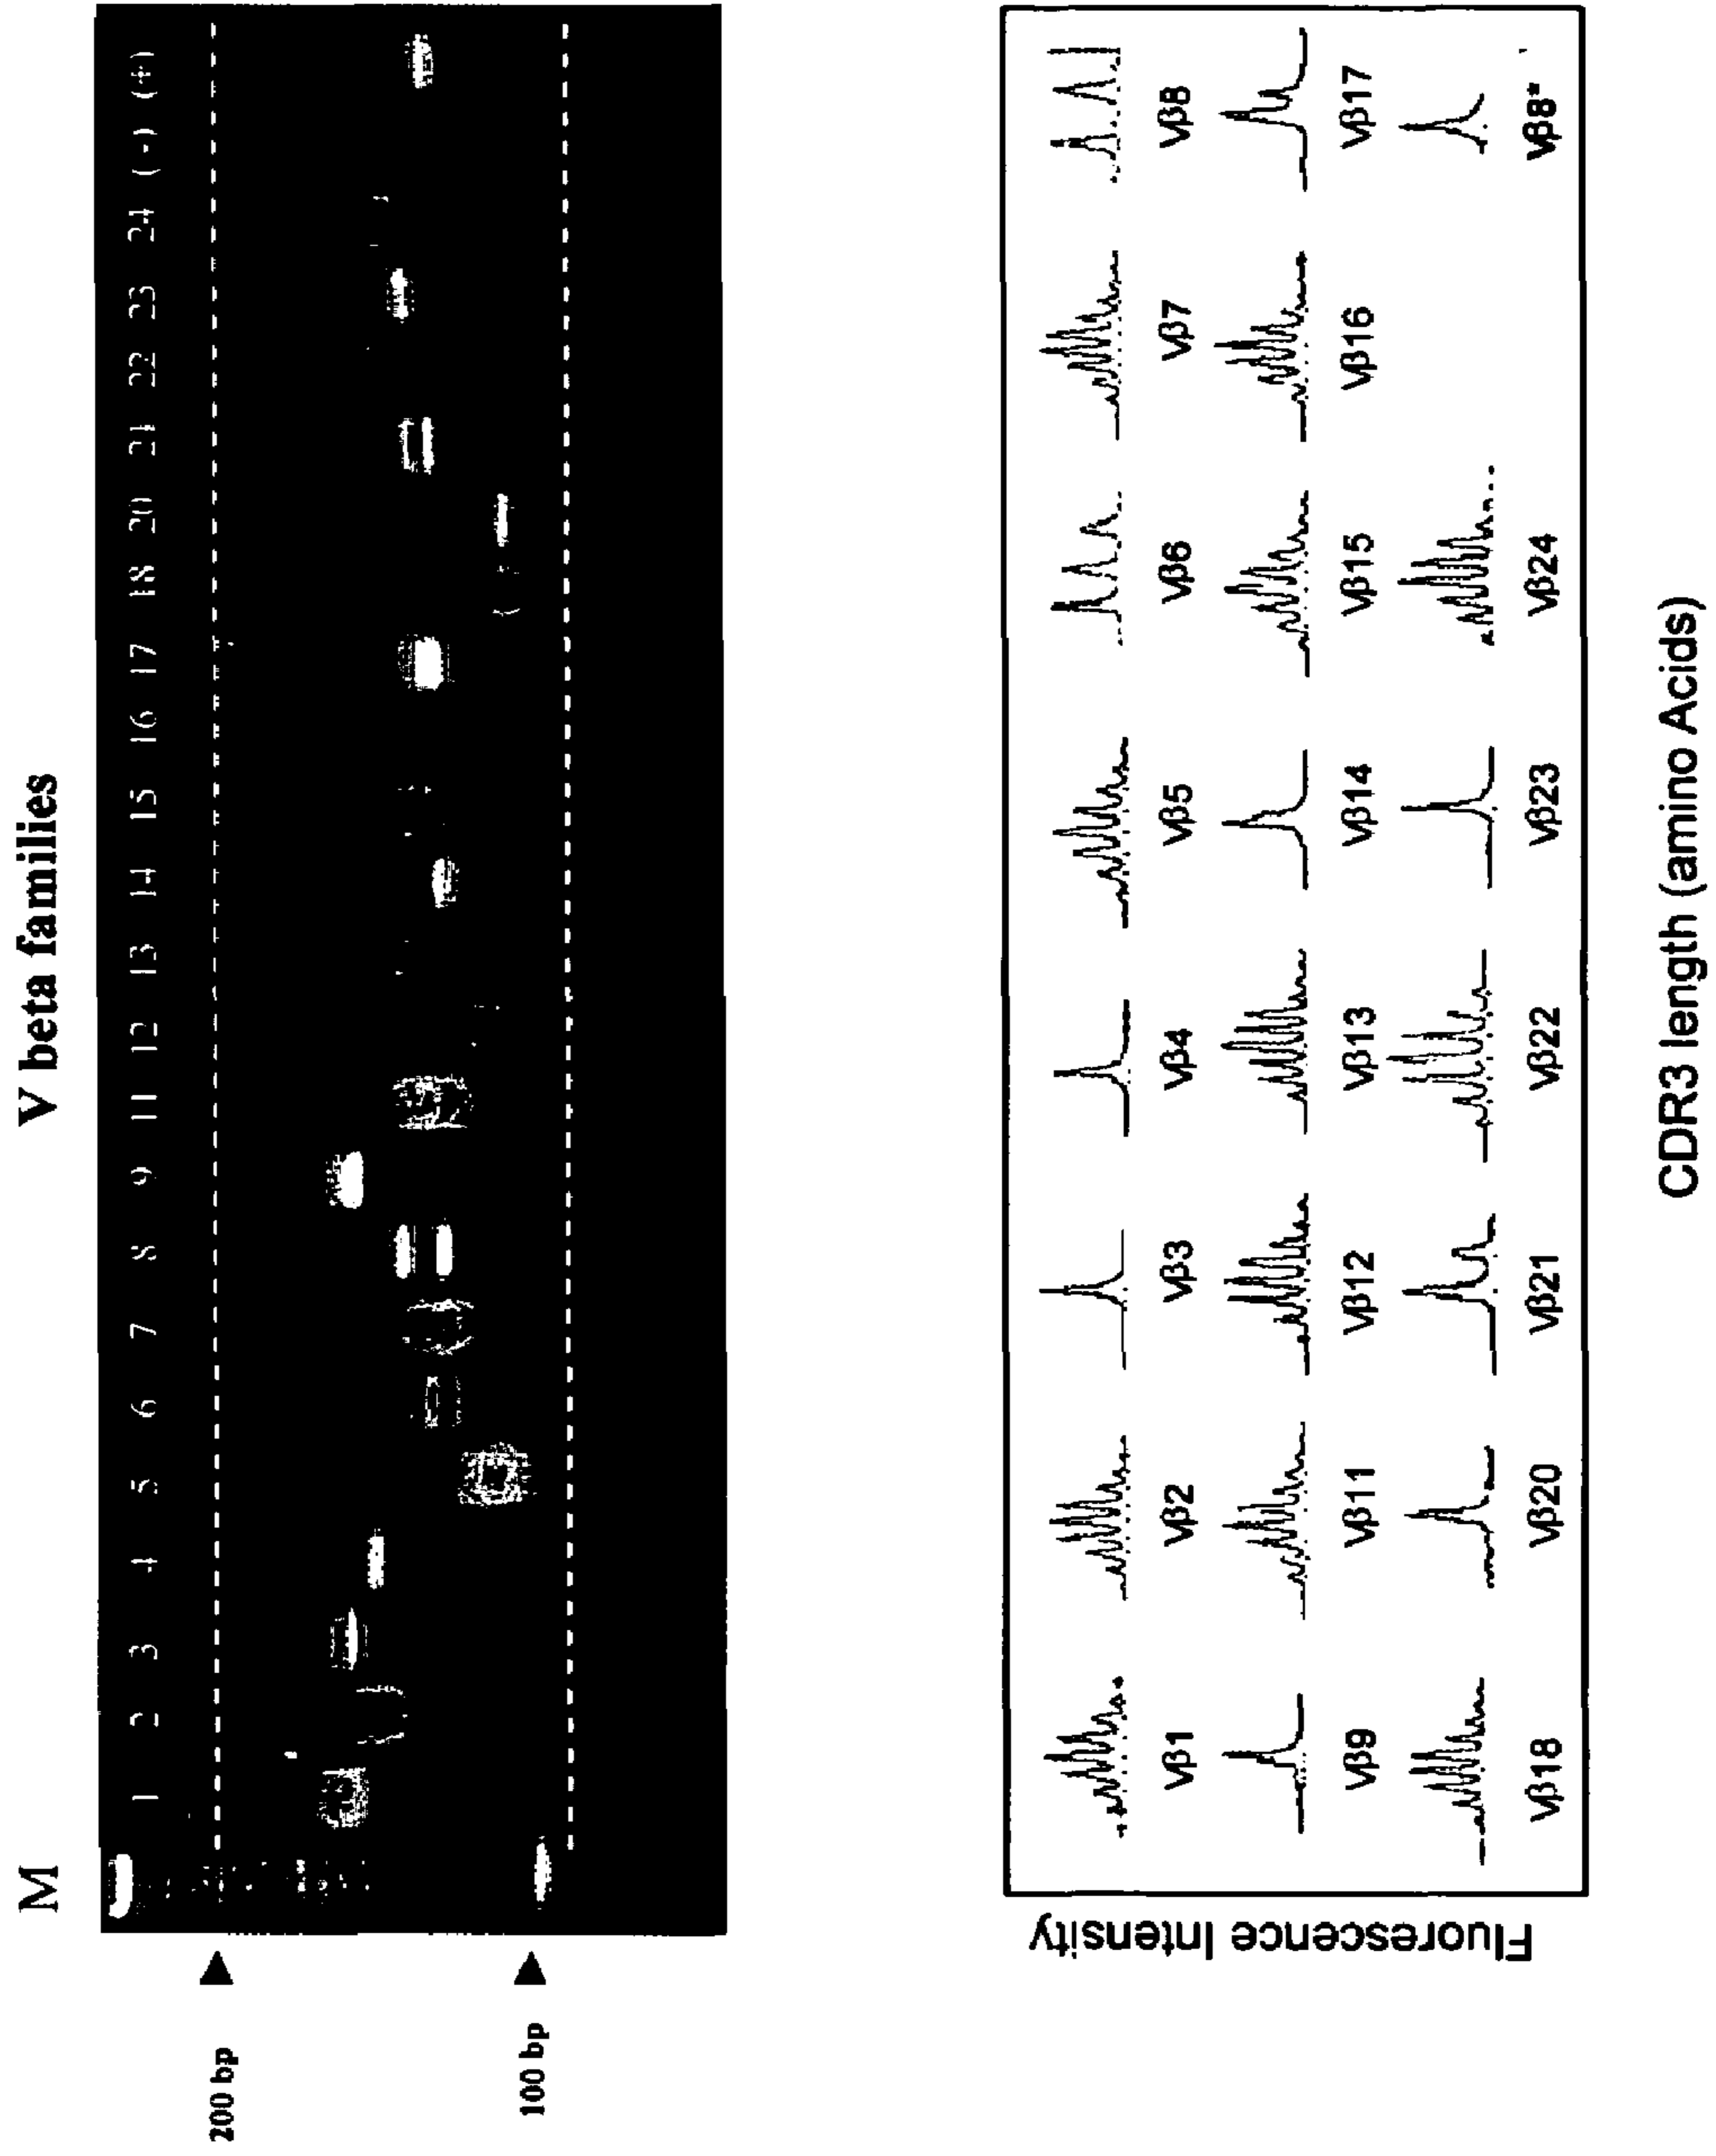 V beta families
M
1 2 3 4 5 6 7 8 9 11 12 13 14 15 16 17 18 20 21 22 23 24 (-) (+)
200 bp
100 bp
Fluorescence Intensity
Vβ1 Vβ2 Vβ3 Vβ4 Vβ5 Vβ6 Vβ7 Vβ8
Vβ9 Vβ11 Vβ12 Vβ13 Vβ14 Vβ15 Vβ16 Vβ17
Vβ18 Vβ20 Vβ21 Vβ22 Vβ23 Vβ24 Vβ8*
CDR3 length (amino Acids)